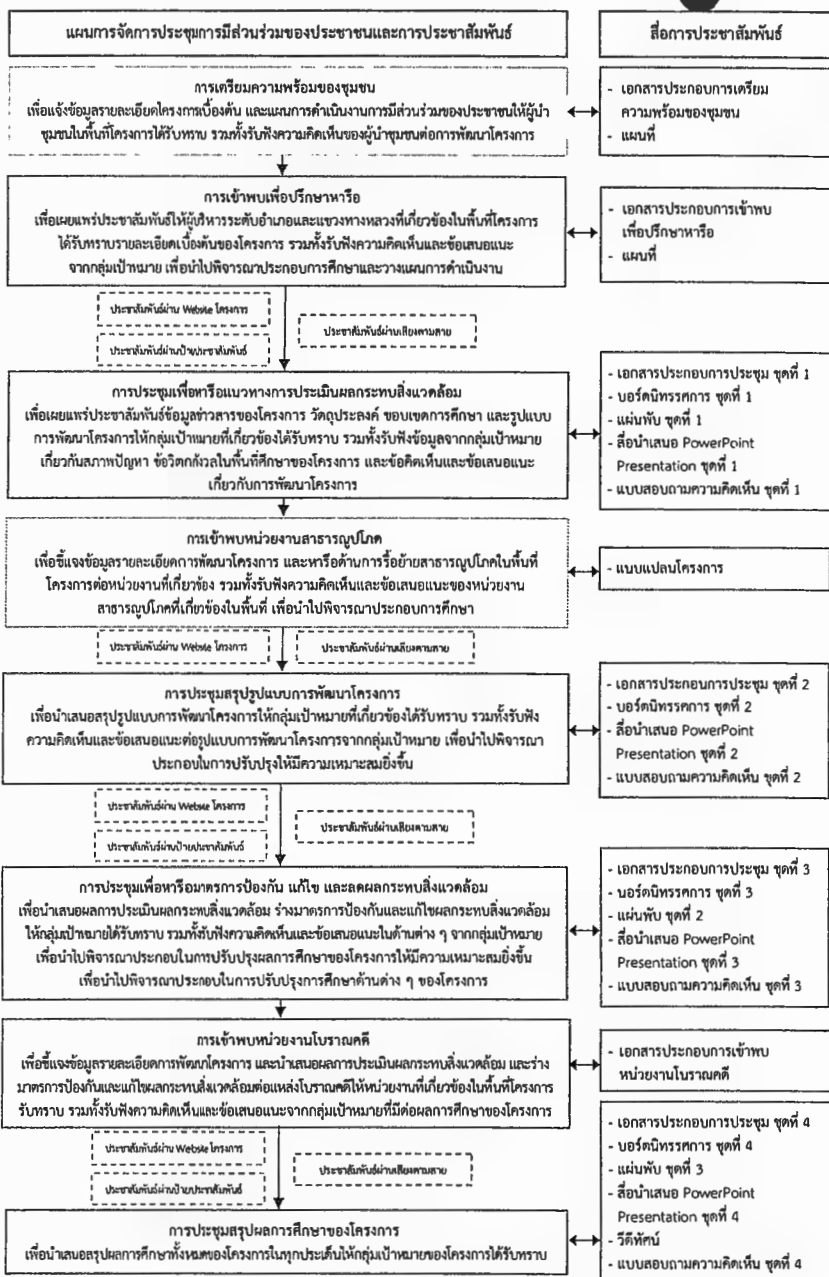 แผนการจัดการประชุมการมีส่วนร่วมของประชาชนและการประชาสัมพันธ์
สื่อการประชาสัมพันธ์
การเตรียมความพร้อมของชุมชน
เพื่อแจ้งข้อมูลรายละเอียดโครงการเบื้องต้น และแผนการดำเนินงานการมีส่วนร่วมของประชาชนให้ผู้นำ
ชุมชนในพื้นที่โครงการได้รับทราบ รวมทั้งรับฟังความคิดเห็นของผู้นำชุมชนต่อการพัฒนาโครงการ
- เอกสารประกอบการเตรียม
ความพร้อมของชุมชน
- แผนที่
การเข้าพบเพื่อปรึกษาหารือ
เพื่อเผยแพร่ประชาสัมพันธ์ให้ผู้บริหารระดับอำเภอและแขวงทางหลวงที่เกี่ยวข้องในพื้นที่โครงการ
ได้รับทราบรายละเอียดเบื้องต้นของโครงการ รวมทั้งรับฟังความคิดเห็นและข้อเสนอแนะ
จากกลุ่มเป้าหมาย เพื่อนำไปพิจารณาประกอบการศึกษาและวางแผนการดำเนินงาน
- เอกสารประกอบการเข้าพบ
เพื่อปรึกษาหารือ
- แผนที่
ประชาสัมพันธ์ผ่าน Website โครงการ
ประชาสัมพันธ์ผ่านเสียงตามสาย
ประชาสัมพันธ์ผ่านป้ายประชาสัมพันธ์
การประชุมเพื่อหารือแนวทางการประเมินผลกระทบสิ่งแวดล้อม
เพื่อเผยแพร่ประชาสัมพันธ์ข้อมูลข่าวสารของโครงการ วัตถุประสงค์ ขอบเขตการศึกษา และรูปแบบ
การพัฒนาโครงการให้กลุ่มเป้าหมายที่เกี่ยวข้องได้รับทราบ รวมทั้งรับฟังข้อมูลจากกลุ่มเป้าหมาย
เกี่ยวกับสภาพปัญหา ข้อวิตกกังวลในพื้นที่ศึกษาของโครงการ และข้อคิดเห็นและข้อเสนอแนะ
เกี่ยวกับการพัฒนาโครงการ
- เอกสารประกอบการประชุม ชุดที่ 1
- บอร์ดนิทรรศการ ชุดที่ 1
- แผ่นพับ ชุดที่ 1
- สื่อนำเสนอ PowerPoint
Presentation ชุดที่ 1
- แบบสอบถามความคิดเห็น ชุดที่ 1
การเข้าพบหน่วยงานสาธารณูปโภค
เพื่อชี้แจงข้อมูลรายละเอียดการพัฒนาโครงการ และหารือด้านการรื้อย้ายสาธารณูปโภคในพื้นที่
โครงการต่อหน่วยงานที่เกี่ยวข้อง รวมทั้งรับฟังความคิดเห็นและข้อเสนอแนะของหน่วยงาน
สาธารณูปโภคที่เกี่ยวข้องในพื้นที่ เพื่อนำไปพิจารณาประกอบการศึกษา
- แบบแปลนโครงการ
ประชาสัมพันธ์ผ่าน Website โครงการ
ประชาสัมพันธ์ผ่านเสียงตามสาย
การประชุมสรุปรูปแบบการพัฒนาโครงการ
เพื่อนำเสนอสรุปรูปแบบการพัฒนาโครงการให้กลุ่มเป้าหมายที่เกี่ยวข้องได้รับทราบ รวมทั้งรับฟัง
ความคิดเห็นและข้อเสนอแนะต่อรูปแบบการพัฒนาโครงการจากกลุ่มเป้าหมาย เพื่อนำไปพิจารณา
ประกอบในการปรับปรุงให้มีความเหมาะสมยิ่งขึ้น
- เอกสารประกอบการประชุม ชุดที่ 2
- บอร์ดนิทรรศการ ชุดที่ 2
- สื่อนำเสนอ PowerPoint
Presentation ชุดที่ 2
- แบบสอบถามความคิดเห็น ชุดที่ 2
ประชาสัมพันธ์ผ่าน Website โครงการ
ประชาสัมพันธ์ผ่านเสียงตามสาย
ประชาสัมพันธ์ผ่านป้ายประชาสัมพันธ์
การประชุมเพื่อหารือมาตรการป้องกัน แก้ไข และลดผลกระทบสิ่งแวดล้อม
เพื่อนำเสนอผลการประเมินผลกระทบสิ่งแวดล้อม ร่างมาตรการป้องกันและแก้ไขผลกระทบสิ่งแวดล้อม
ให้กลุ่มเป้าหมายได้รับทราบ รวมทั้งรับฟังความคิดเห็นและข้อเสนอแนะในด้านต่าง ๆ จากกลุ่มเป้าหมาย
เพื่อนำไปพิจารณาประกอบในการปรับปรุงผลการศึกษาของโครงการให้มีความเหมาะสมยิ่งขึ้น
เพื่อนำไปพิจารณาประกอบในการปรับปรุงการศึกษาด้านต่าง ๆ ของโครงการ
- เอกสารประกอบการประชุม ชุดที่ 3
- บอร์ดนิทรรศการ ชุดที่ 3
- แผ่นพับ ชุดที่ 2
- สื่อนำเสนอ PowerPoint
Presentation ชุดที่ 3
- แบบสอบถามความคิดเห็น ชุดที่ 3
การเข้าพบหน่วยงานโบราณคดี
เพื่อชี้แจงข้อมูลรายละเอียดการพัฒนาโครงการ และนำเสนอผลการประเมินผลกระทบสิ่งแวดล้อม และร่าง
มาตรการป้องกันและแก้ไขผลกระทบสิ่งแวดล้อมต่อแหล่งโบราณคดีให้หน่วยงานที่เกี่ยวข้องในพื้นที่โครงการ
รับทราบ รวมทั้งรับฟังความคิดเห็นและข้อเสนอแนะจากกลุ่มเป้าหมายที่มีต่อผลการศึกษาของโครงการ
- เอกสารประกอบการเข้าพบ
หน่วยงานโบราณคดี
ประชาสัมพันธ์ผ่าน Website โครงการ
ประชาสัมพันธ์ผ่านเสียงตามสาย
ประชาสัมพันธ์ผ่านป้ายประชาสัมพันธ์
การประชุมสรุปผลการศึกษาของโครงการ
เพื่อนำเสนอสรุปผลการศึกษาทั้งหมดของโครงการในทุกประเด็นให้กลุ่มเป้าหมายของโครงการได้รับทราบ
- เอกสารประกอบการประชุม ชุดที่ 4
- บอร์ดนิทรรศการ ชุดที่ 4
- แผ่นพับ ชุดที่ 3
- สื่อนำเสนอ PowerPoint
Presentation ชุดที่ 4
- วีดีทัศน์
- แบบสอบถามความคิดเห็น ชุดที่ 4